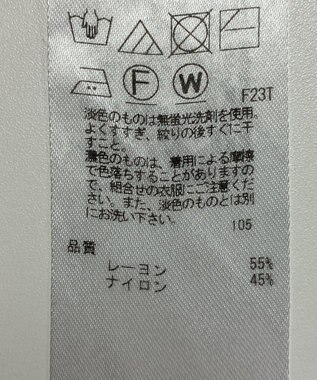 F W
F23T
淡色のものは無蛍光洗剤を使用。
よくすすぎ、絞りの後すぐに干
すこと。
濃色のものは、着用による摩擦
で色落ちすることがありますの
で、組合せの衣服にご注意くだ
さい。また、淡色のものとは別
にお洗い下さい。
105
品質
レーヨン 55%
ナイロン 45%